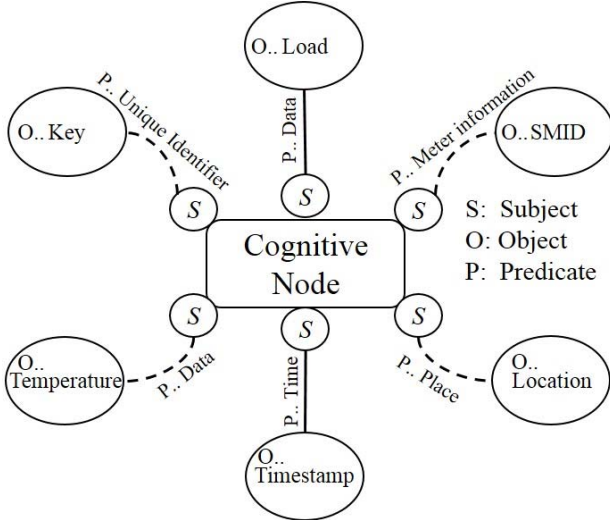 O.. Load
P.. Unique Identifier
P.. Data
P.. Meter information
O.. Key
O.. SMID
S
S
S
S: Subject
O: Object
P: Predicate
Cognitive
Node
S
S
S
O..
Temperature
P.. Data
P.. Time
P.. Place
O..
Location
O..
Timestamp